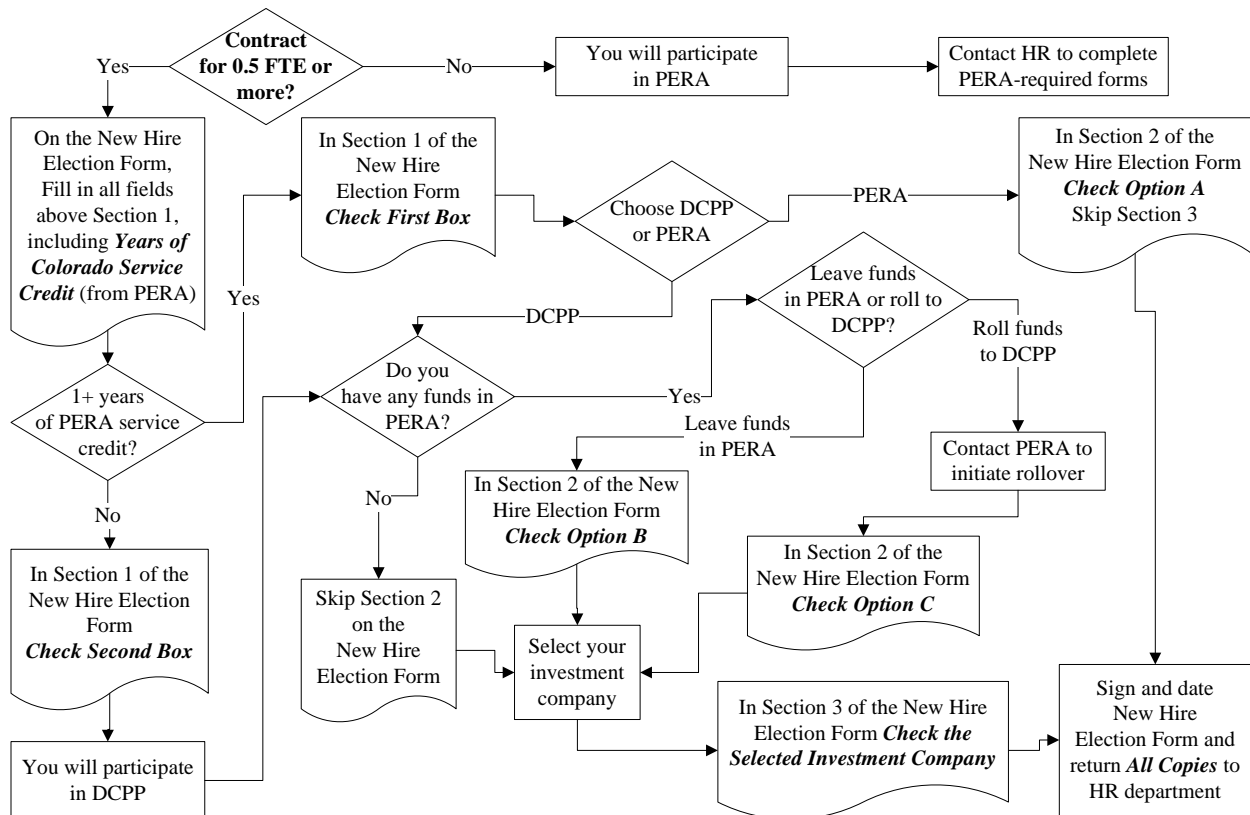 Contract
for 0.5 FTE or
more?
Yes
No
You will participate
in PERA
Contact HR to complete
PERA-required forms
On the New Hire
Election Form,
Fill in all fields
above Section 1,
including Years of
Colorado Service
Credit (from PERA)
1+ years
of PERA service
credit?
Yes
No
In Section 1 of the
New Hire
Election Form
Check First Box
Choose DCPP
or PERA
PERA
In Section 2 of the
New Hire Election Form
Check Option A
Skip Section 3
DCPP
Do you
have any funds in
PERA?
Yes
Leave funds
in PERA or roll to
DCPP?
Roll funds
to DCPP
Leave funds
in PERA
Contact PERA to
initiate rollover
No
In Section 2 of the New
Hire Election Form
Check Option B
In Section 2 of the
New Hire Election Form
Check Option C
In Section 1 of the
New Hire Election
Form
Check Second Box
Skip Section 2
on the
New Hire
Election Form
Select your
investment
company
You will participate
in DCPP
In Section 3 of the New Hire
Election Form Check the
Selected Investment Company
Sign and date
New Hire
Election Form and
return All Copies to
HR department